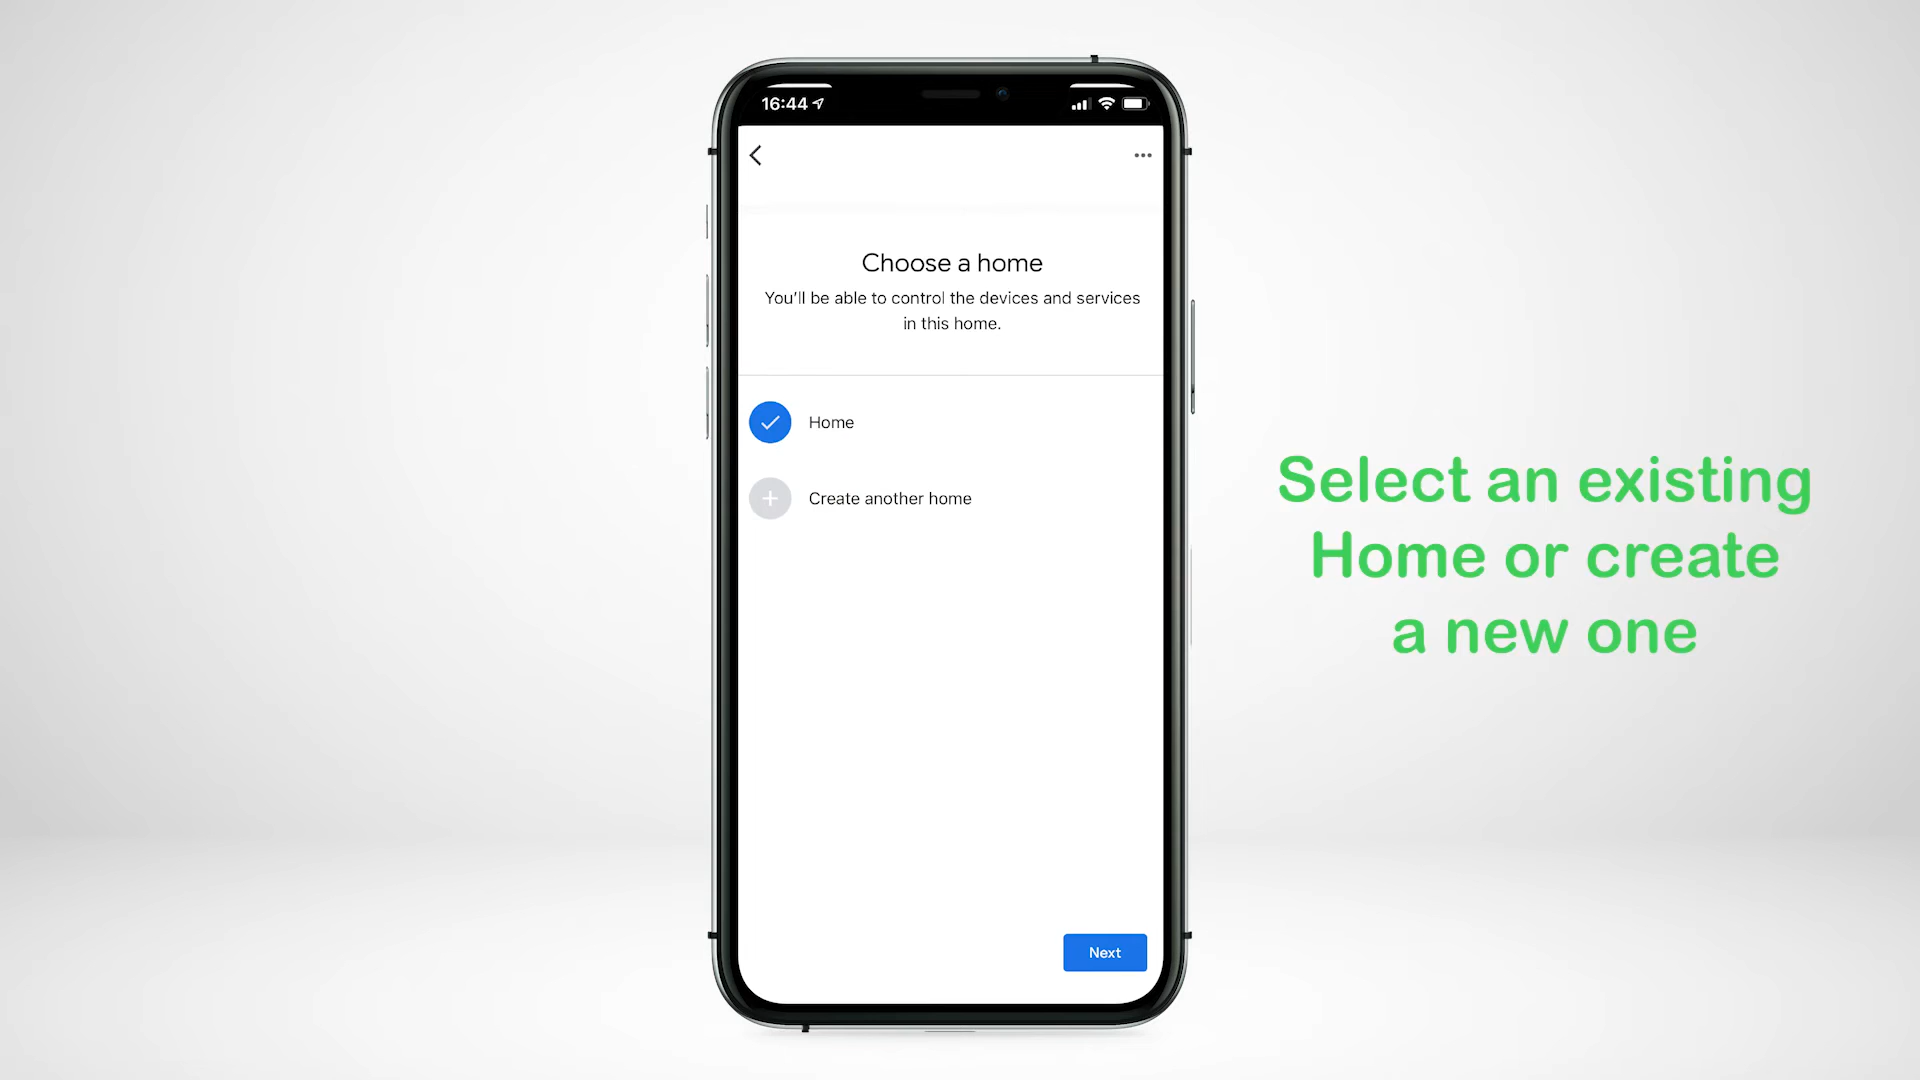 16:44
Choose a home
You'll be able to control the devices and services
in this home.
Home
Create another home
Next
Select an existing
Home or create
a new one